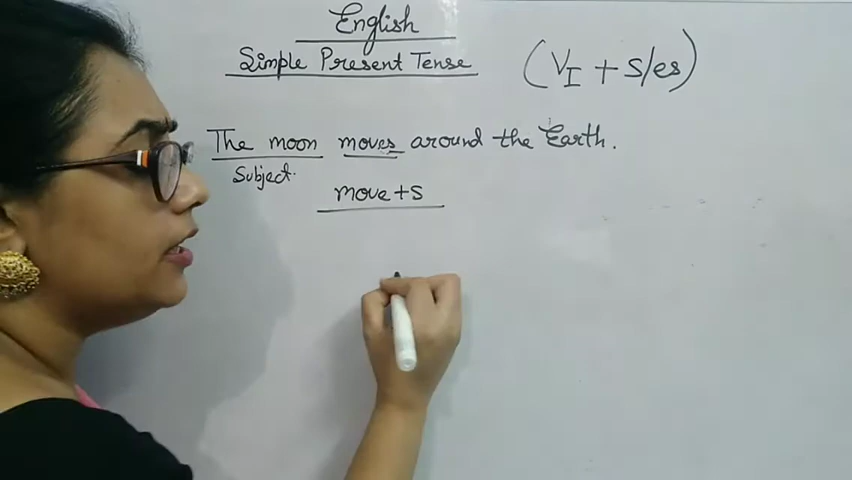 English
Simple Present Tense (VI + s/es)
The moon moves around the Earth.
Subject.
move+s